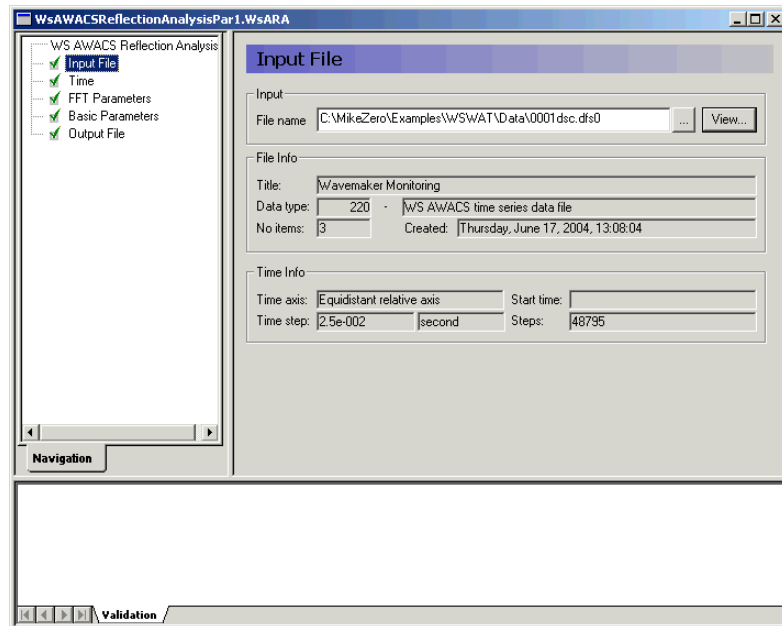 WsAWACSReflectionAnalysisPar1.WsARA
WS AWACS Reflection Analysis
Input File
Time
FFT Parameters
Basic Parameters
Output File
Navigation
Input File
Input
File name C:\MikeZero\Examples\WSWAT\Data\0001dsc.dfs0 ... View...
File Info
Title: Wavemaker Monitoring
Data type: 220 - WS AWACS time series data file
No items: 3 Created: Thursday, June 17, 2004, 13:08:04
Time Info
Time axis: Equidistant relative axis Start time:
Time step: 2.5e-002 second Steps: 48795
Validation